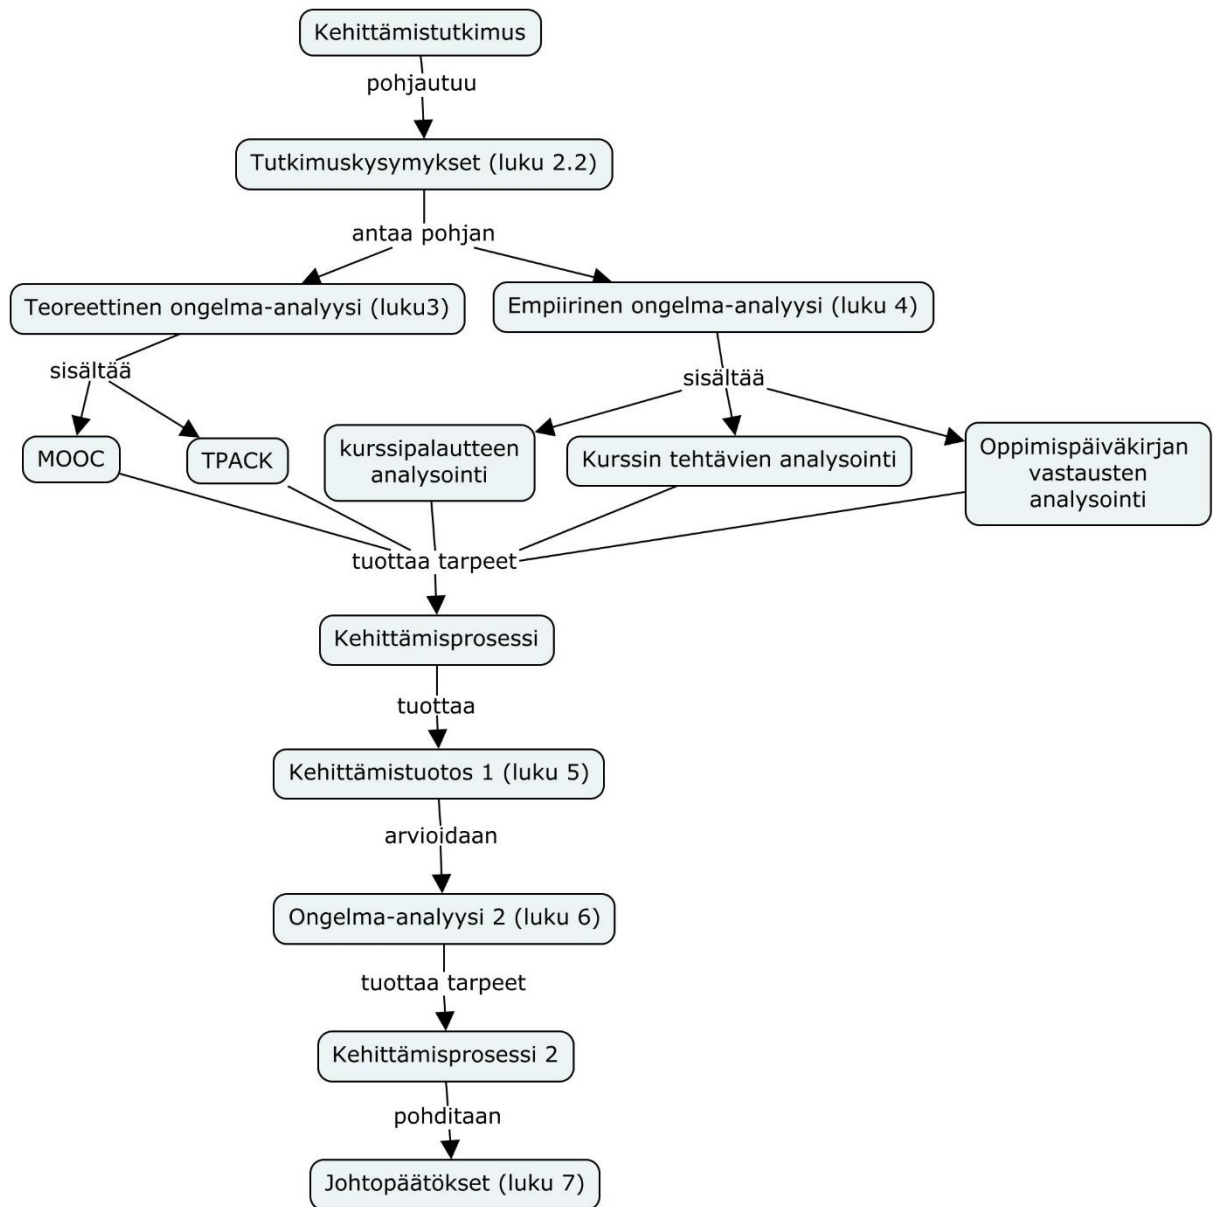 Kehittämistutkimus
pohjautuu
Tutkimuskysymykset (luku 2.2)
antaa pohjan
Teoreettinen ongelma-analyysi (luku3)
Empiirinen ongelma-analyysi (luku 4)
sisältää
sisältää
MOOC
TPACK
kurssipalautteen
analysointi
Kurssin tehtävien analysointi
Oppimispäiväkirjan
vastausten
analysointi
tuottaa tarpeet
Kehittämisprosessi
tuottaa
Kehittämistuotos 1 (luku 5)
arvioidaan
Ongelma-analyysi 2 (luku 6)
tuottaa tarpeet
Kehittämisprosessi 2
pohditaan
Johtopäätökset (luku 7)